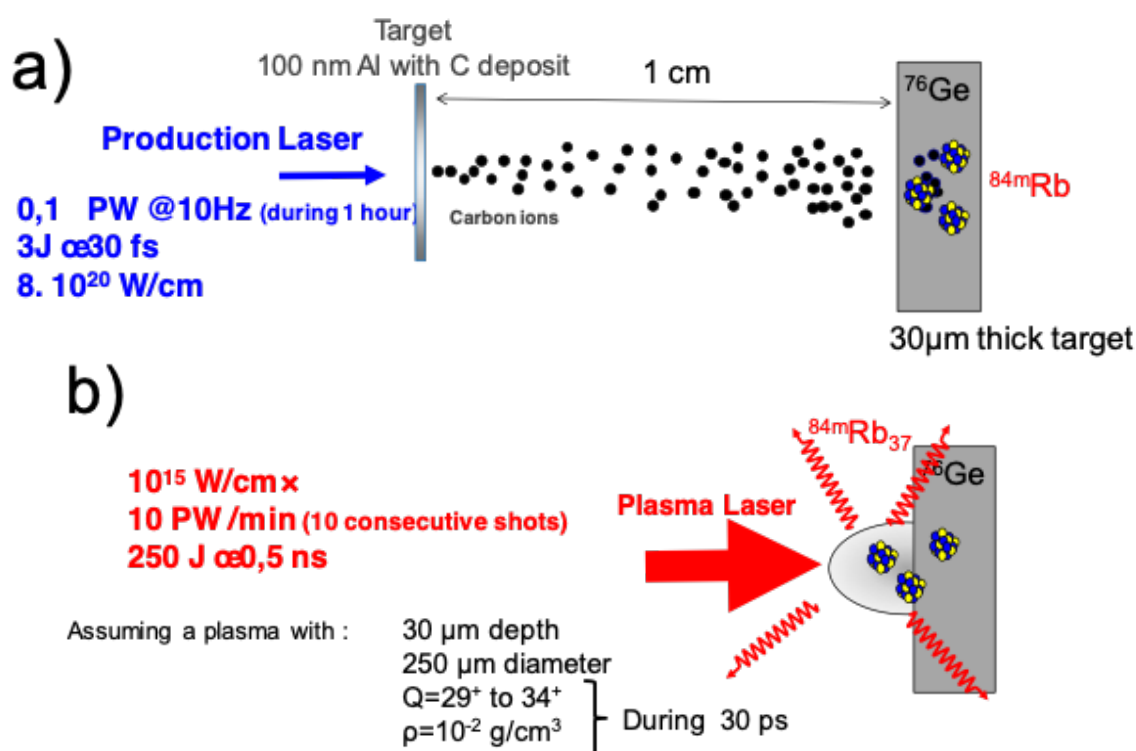 a)
Target
100 nm Al with C deposit
1 cm
⁷⁶Ge
Production Laser
0,1 PW @10Hz (during 1 hour)
3J œ30 fs
8. 10²⁰ W/cm
Carbon ions
⁸⁴ᵐRb
30µm thick target
b)
⁸⁴ᵐRb₃₇
⁶Ge
10¹⁵ W/cm×
10 PW/min (10 consecutive shots)
250 J œ0,5 ns
Plasma Laser
Assuming a plasma with :
30 µm depth
250 µm diameter
Q=29⁺ to 34⁺
ρ=10⁻² g/cm³
During 30 ps